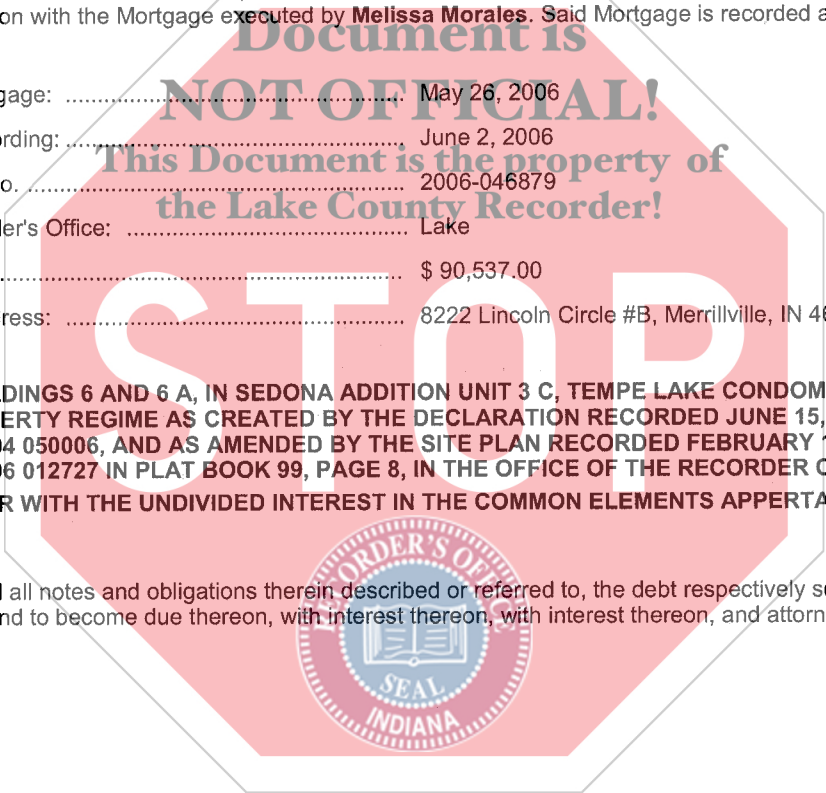 on with the Mortgage executed by Melissa Morales. Said Mortgage is recorded a
Document is
NOT OFFICIAL!
gage: ........................................................ May 26, 2006
rding: ........................................................ June 2, 2006
This Document is the property of
o. ............................................................... 2006-046879
the Lake County Recorder!
er's Office: .............................................. Lake
.................................................................. $ 90,537.00
ress: ........................................................ 8222 Lincoln Circle #B, Merrillville, IN 46
STOP
DINGS 6 AND 6 A, IN SEDONA ADDITION UNIT 3 C, TEMPE LAKE CONDOM
ERTY REGIME AS CREATED BY THE DECLARATION RECORDED JUNE 15,
04 050006, AND AS AMENDED BY THE SITE PLAN RECORDED FEBRUARY 1
06 012727 IN PLAT BOOK 99, PAGE 8, IN THE OFFICE OF THE RECORDER O
R WITH THE UNDIVIDED INTEREST IN THE COMMON ELEMENTS APPERTA
RECORDER'S OFFICE
all notes and obligations therein described or referred to, the debt respectively s
nd to become due thereon, with interest thereon, with interest thereon, and attorn
SEAL
INDIANA